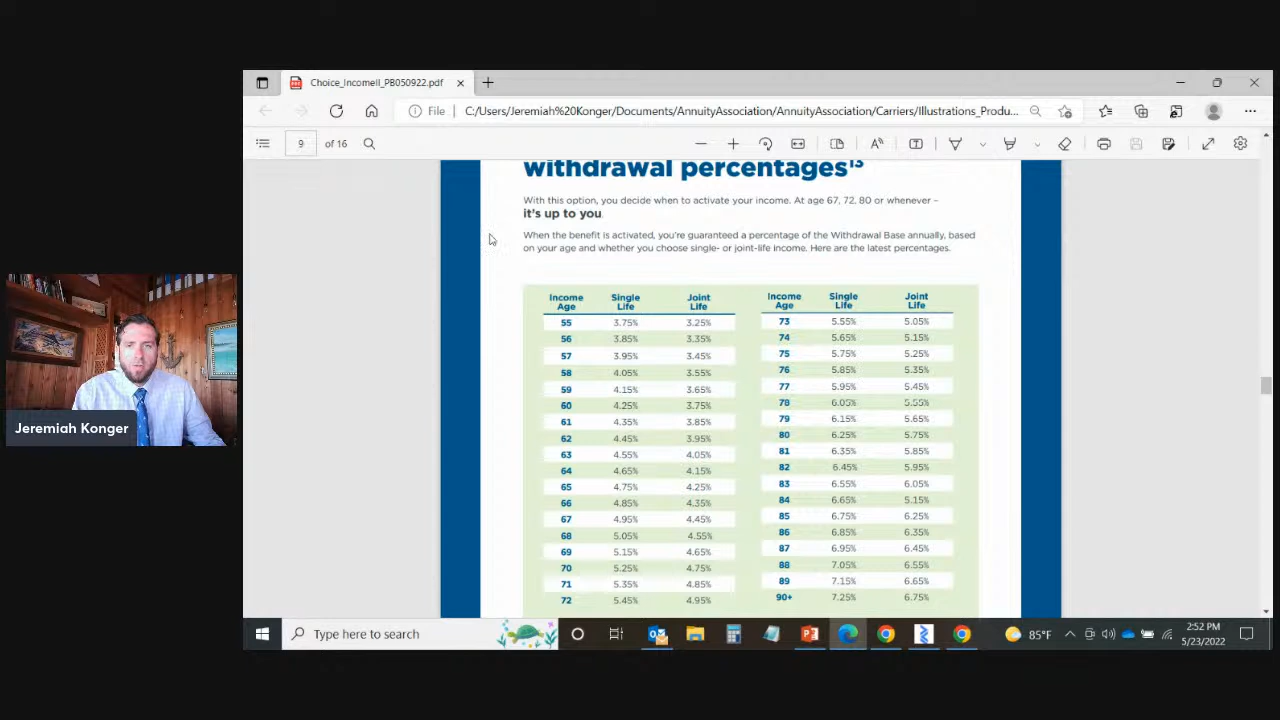 Choice_IncomeII_PB050922.pdf
File
C:/Users/Jeremiah%20Konger/Documents/AnnuityAssociation/AnnuityAssociation/Carriers/Illustrations_Produ...
9 of 16
withdrawal percentages¹³
With this option, you decide when to activate your income. At age 67, 72, 80 or whenever –
it's up to you.
When the benefit is activated, you're guaranteed a percentage of the Withdrawal Base annually, based
on your age and whether you choose single- or joint-life income. Here are the latest percentages.
Income Age Single Life Joint Life
55 3.75% 3.25%
56 3.85% 3.35%
57 3.95% 3.45%
58 4.05% 3.55%
59 4.15% 3.65%
60 4.25% 3.75%
61 4.35% 3.85%
62 4.45% 3.95%
63 4.55% 4.05%
64 4.65% 4.15%
65 4.75% 4.25%
66 4.85% 4.35%
67 4.95% 4.45%
68 5.05% 4.55%
69 5.15% 4.65%
70 5.25% 4.75%
71 5.35% 4.85%
72 5.45% 4.95%
Income Age Single Life Joint Life
73 5.55% 5.05%
74 5.65% 5.15%
75 5.75% 5.25%
76 5.85% 5.35%
77 5.95% 5.45%
78 6.05% 5.55%
79 6.15% 5.65%
80 6.25% 5.75%
81 6.35% 5.85%
82 6.45% 5.95%
83 6.55% 6.05%
84 6.65% 5.15%
85 6.75% 6.25%
86 6.85% 6.35%
87 6.95% 6.45%
88 7.05% 6.55%
89 7.15% 6.65%
90+ 7.25% 6.75%
Jeremiah Konger
Type here to search
85°F
2:52 PM
5/23/2022